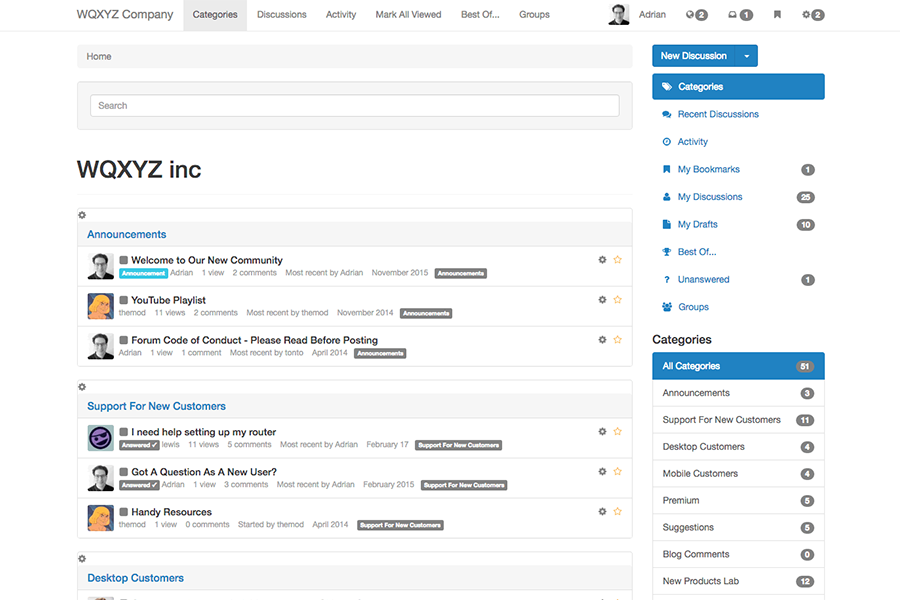 WQXYZ Company Categories Discussions Activity Mark All Viewed Best Of... Groups Adrian 2 1 2
Home
Search
WQXYZ inc
Announcements
Welcome to Our New Community
Announcement Adrian 1 view 2 comments Most recent by Adrian November 2015 Announcements
YouTube Playlist
themod 11 views 2 comments Most recent by themod November 2014 Announcements
Forum Code of Conduct - Please Read Before Posting
Adrian 1 view 1 comment Most recent by tonto April 2014 Announcements
Support For New Customers
I need help setting up my router
Answered ✓ lewis 11 views 5 comments Most recent by Adrian February 17 Support For New Customers
Got A Question As A New User?
Answered ✓ Adrian 1 view 3 comments Most recent by Adrian February 2015 Support For New Customers
Handy Resources
themod 1 view 0 comments Started by themod April 2014 Support For New Customers
Desktop Customers
New Discussion
Categories
Recent Discussions
Activity
My Bookmarks 1
My Discussions 25
My Drafts 10
Best Of...
? Unanswered 1
Groups
Categories
All Categories 51
Announcements 3
Support For New Customers 11
Desktop Customers 4
Mobile Customers 4
Premium 5
Suggestions 5
Blog Comments 0
New Products Lab 12